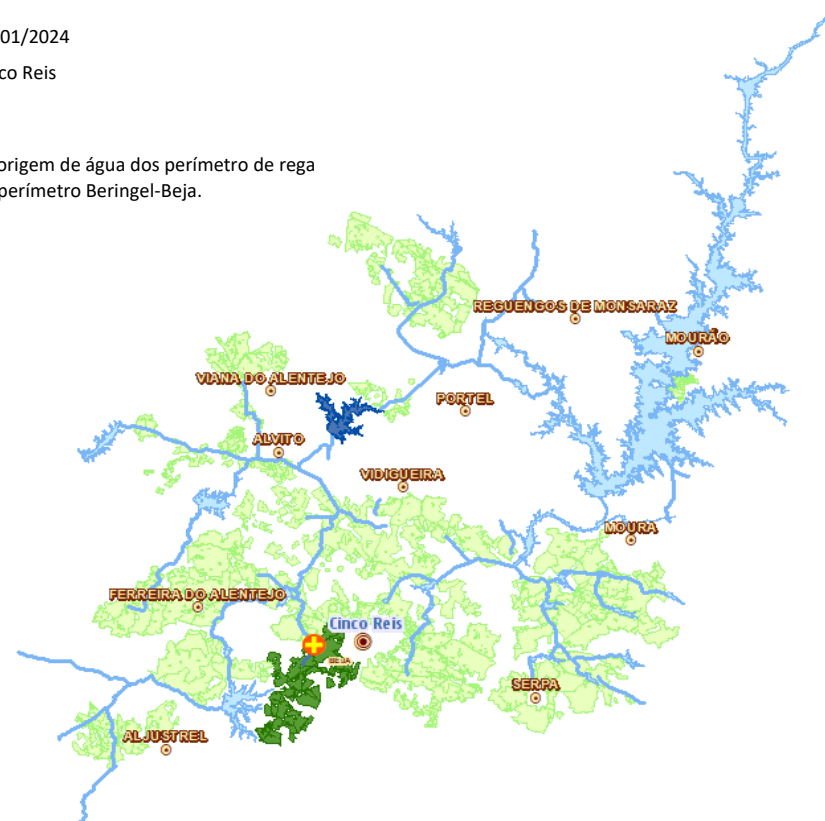 01/2024
co Reis
origem de água dos perímetro de rega
perímetro Beringel-Beja.
REGUENGOS DE MONSARAZ
MOURÃO
VIANA DO ALENTEJO
PORTEL
ALVITO
VIDIGUEIRA
MOURA
FERREIRA DO ALENTEJO
Cinco Reis
BEJA
SERPA
ALJUSTREL